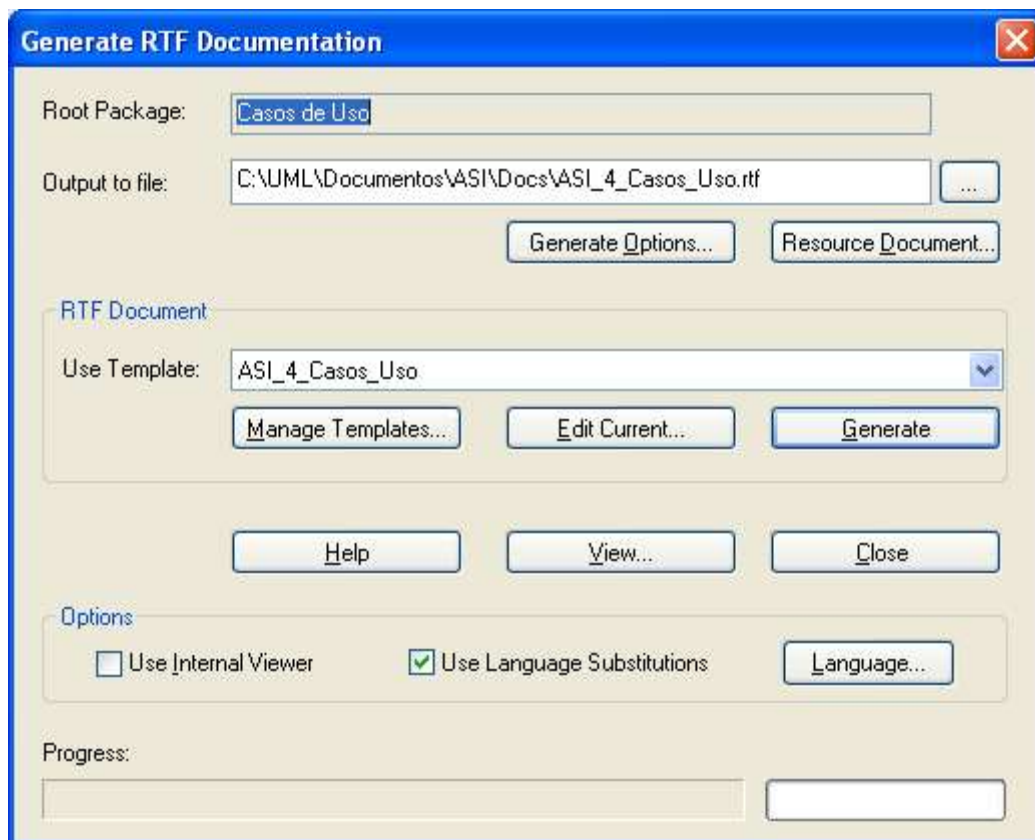 Generate RTF Documentation
Root Package: Casos de Uso
Output to file: C:\UML\Documentos\ASI\Docs\ASI_4_Casos_Uso.rtf ...
Generate Options... Resource Document...
RTF Document
Use Template: ASI_4_Casos_Uso
Manage Templates... Edit Current... Generate
Help View... Close
Options
Use Internal Viewer Use Language Substitutions Language...
Progress: